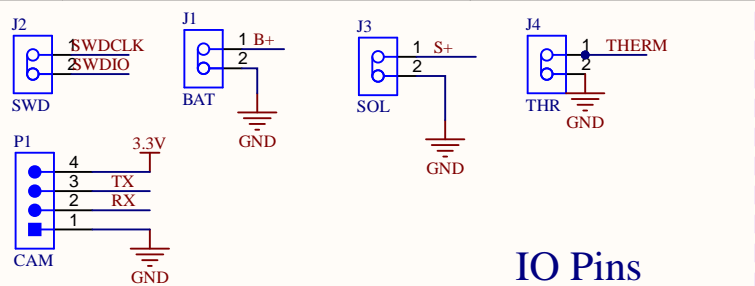 J2
1 SWDCLK
2 SWDIO
SWD
J1
1 B+
2
BAT
GND
J3
1 S+
2
SOL
GND
J4
1 THERM
2
THR
GND
P1
3.3V
4
3 TX
2 RX
1
CAM
GND
IO Pins